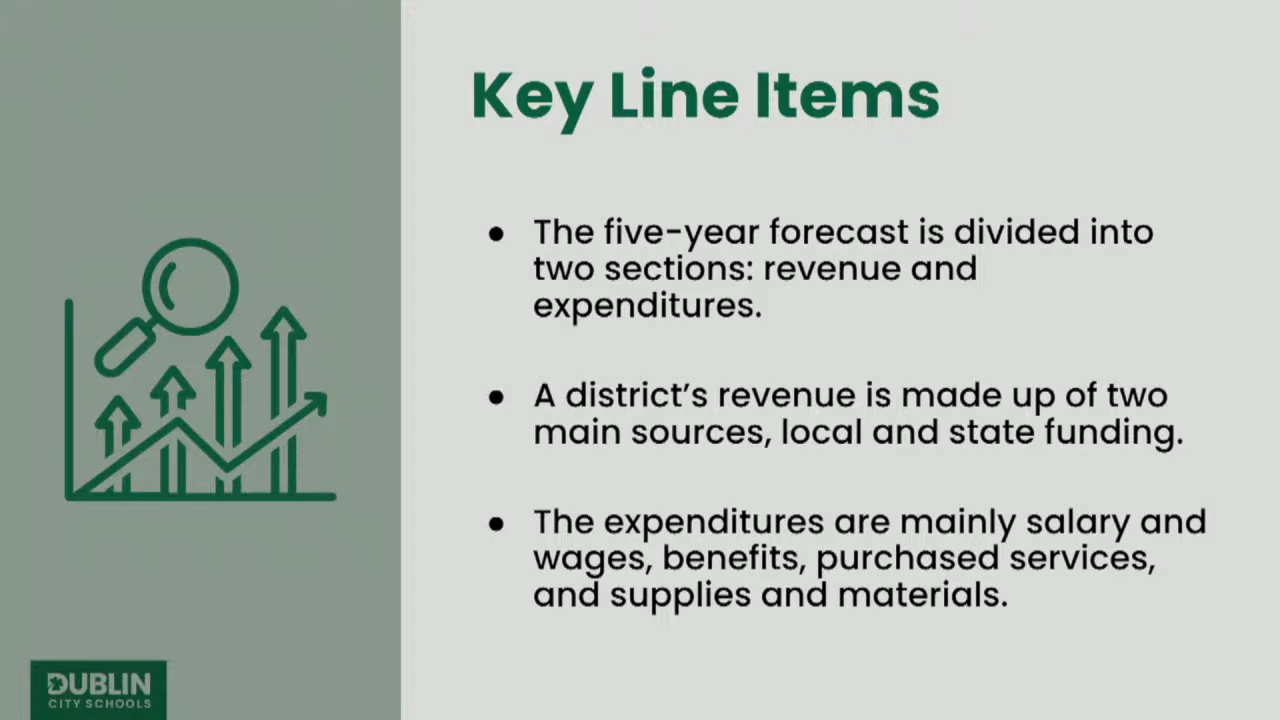 Key Line Items
● The five-year forecast is divided into
two sections: revenue and
expenditures.
● A district’s revenue is made up of two
main sources, local and state funding.
● The expenditures are mainly salary and
wages, benefits, purchased services,
and supplies and materials.
DUBLIN
CITY SCHOOLS